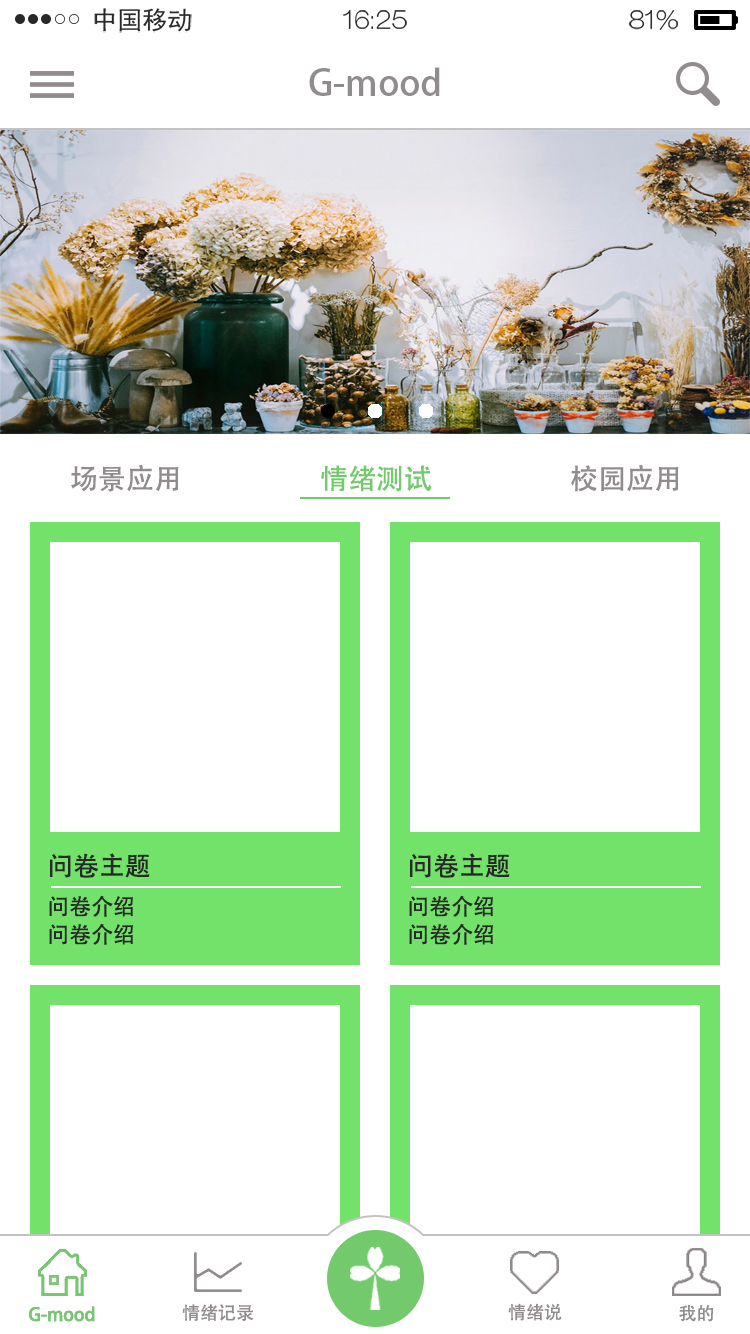 中国移动 16:25 81%
G-mood
场景应用 情绪测试 校园应用
问卷主题 问卷主题
问卷介绍 问卷介绍
问卷介绍 问卷介绍
G-mood 情绪记录 情绪说 我的